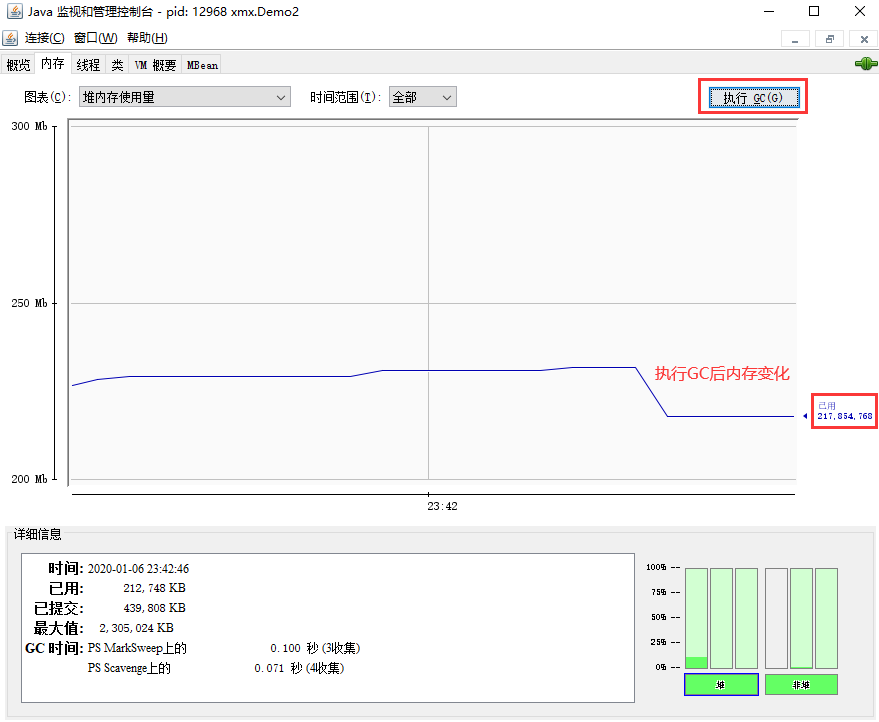 Java 监视和管理控制台 - pid: 12968 xmx.Demo2
连接(C) 窗口(W) 帮助(H)
概览 内存 线程 类 VM 概要 MBean
图表(C): 堆内存使用量 时间范围(I): 全部 执行 GC(G)
300 Mb
250 Mb
执行GC后内存变化
已用
217,854,768
200 Mb
23:42
详细信息
时间: 2020-01-06 23:42:46
已用: 212,748 KB
已提交: 439,808 KB
最大值: 2,305,024 KB
GC 时间: PS MarkSweep上的 0.100 秒 (3收集)
PS Scavenge上的 0.071 秒 (4收集)
100% --
75% --
50% --
25% --
0% --
堆 非堆